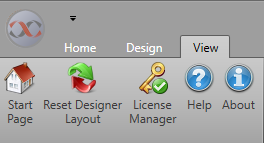 Home Design View
Start Reset Designer License Help About
Page Layout Manager